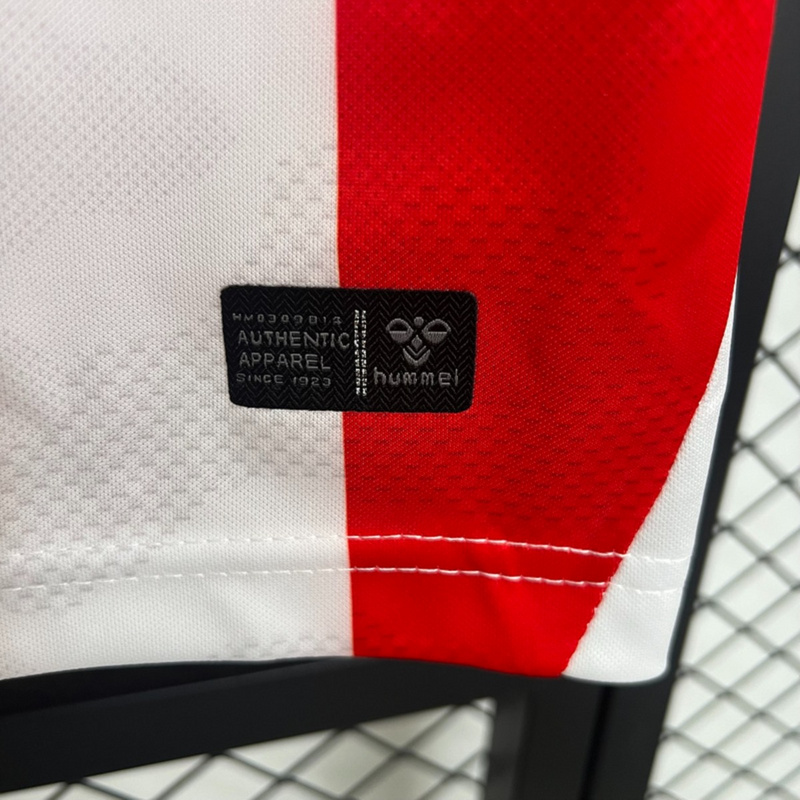 AUTHENTIC
APPAREL
SINCE 1923
hummel